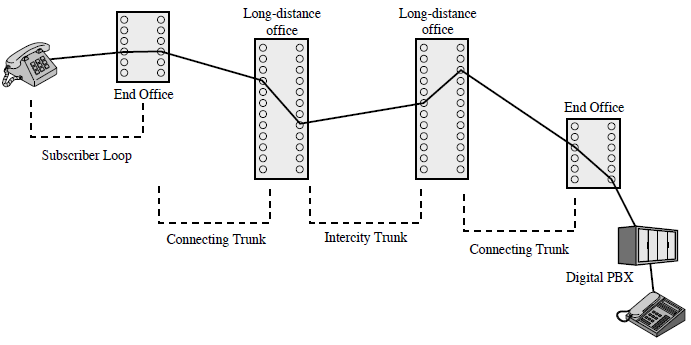 Long-distance
office
Long-distance
office
End Office
End Office
Subscriber Loop
Connecting Trunk
Intercity Trunk
Connecting Trunk
Digital PBX